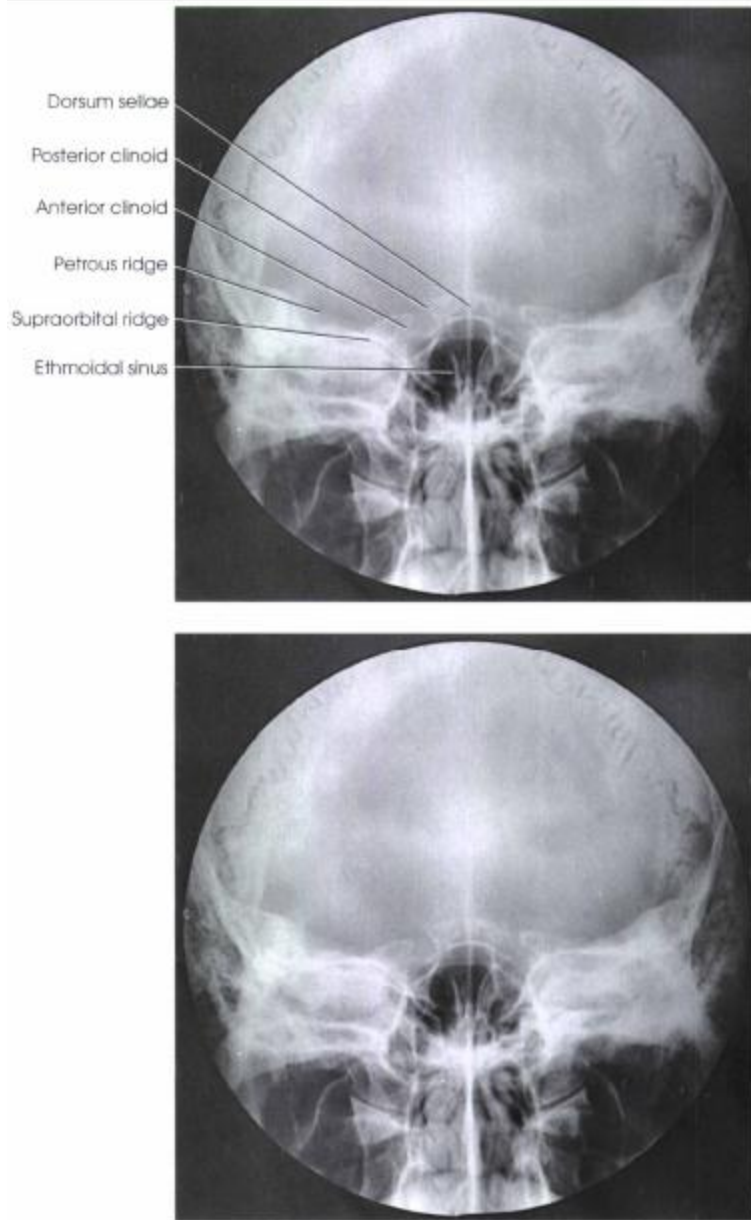 Dorsum sellae
Posterior clinoid
Anterior clinoid
Petrous ridge
Supraorbital ridge
Ethmoidal sinus